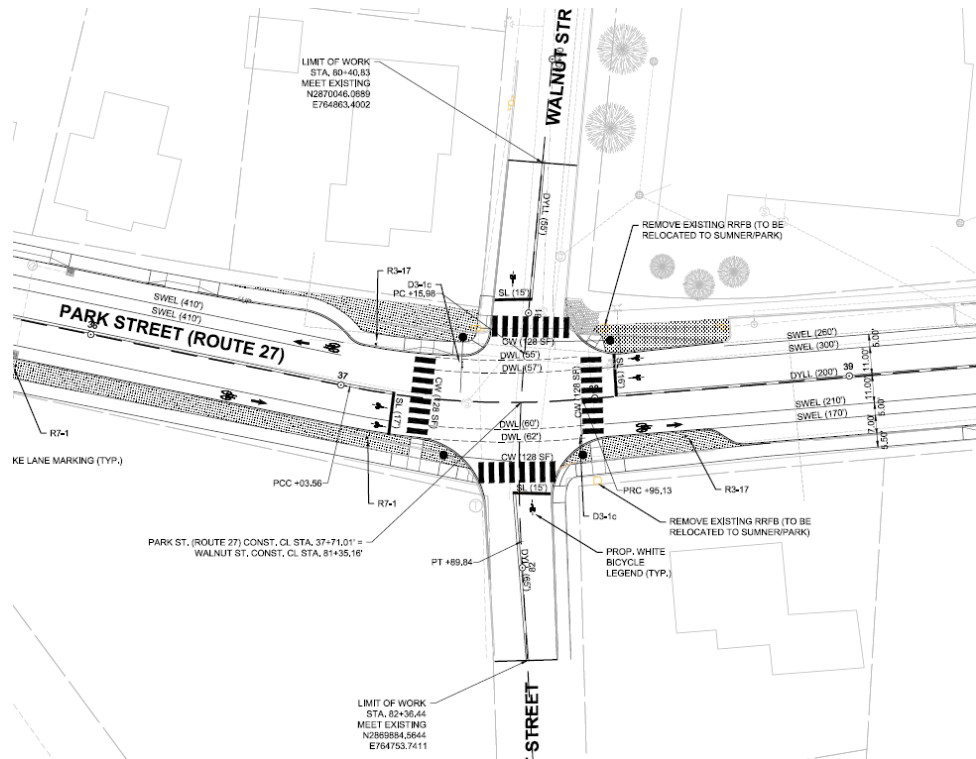 WALNUT STR
LIMIT OF WORK
STA. 80+40.83
MEET EXISTING
N2870046.0689
E764863.4002
DYLL (55')
REMOVE EXISTING RRFB (TO BE
RELOCATED TO SUMNER/PARK)
R3-17
D3-1c
PC +15.98
SL (15')
81
SWEL (410')
SWEL (410')
PARK STREET (ROUTE 27)
36
37
CW (128 SF)
DWL (55')
DWL (57')
SWEL (260')
SWEL (300')
DYLL (200')
39
SWEL (210')
SWEL (170')
5.00'
11.00'
11.00'
5.00'
7.00'
5.50'
SL (16')
CW (128 SF)
CW (128 SF)
SL (17')
DWL (60')
DWL (62')
CW (128 SF)
SL (15')
R7-1
KE LANE MARKING (TYP.)
PCC +03.56
R7-1
PRC +95.13
R3-17
D3-1c
REMOVE EXISTING RRFB (TO BE
RELOCATED TO SUMNER/PARK)
PARK ST. (ROUTE 27) CONST. CL STA. 37+71.01' =
WALNUT ST. CONST. CL STA. 81+35.16'
PT +69.84
PROP. WHITE
BICYCLE
LEGEND (TYP.)
DYLL (65')
82
LIMIT OF WORK
STA. 82+36.44
MEET EXISTING
N2869884.5644
E764753.7411
STREET